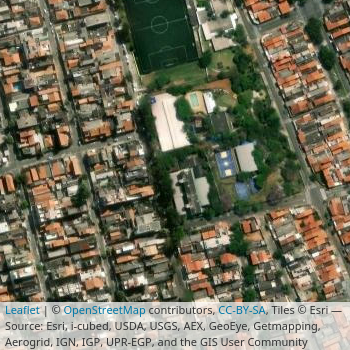 Leaflet | © OpenStreetMap contributors, CC-BY-SA, Tiles © Esri —
Source: Esri, i-cubed, USDA, USGS, AEX, GeoEye, Getmapping,
Aerogrid, IGN, IGP, UPR-EGP, and the GIS User Community